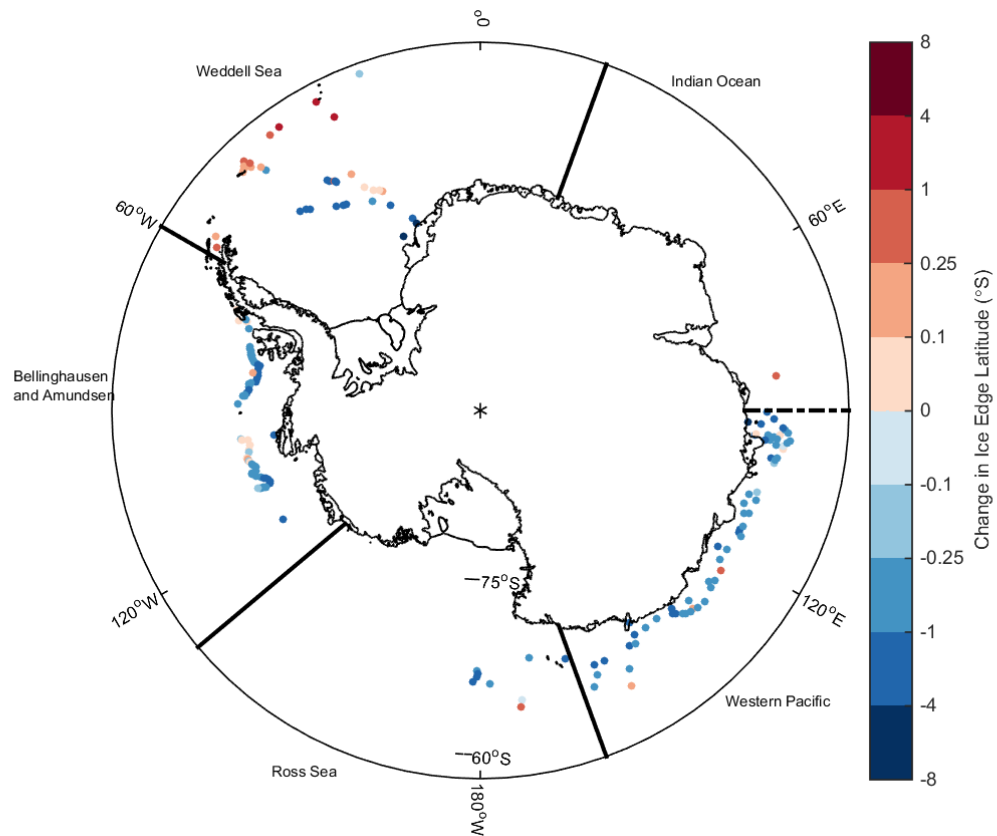 0°
Weddell Sea
Indian Ocean
60°W
60°E
Bellinghausen
and Amundsen
—75°S
120°W
120°E
Western Pacific
—60°S
Ross Sea
180°W
8
4
1
0.25
0.1
0
-0.1
-0.25
-1
-4
-8
Change in Ice Edge Latitude (°S)